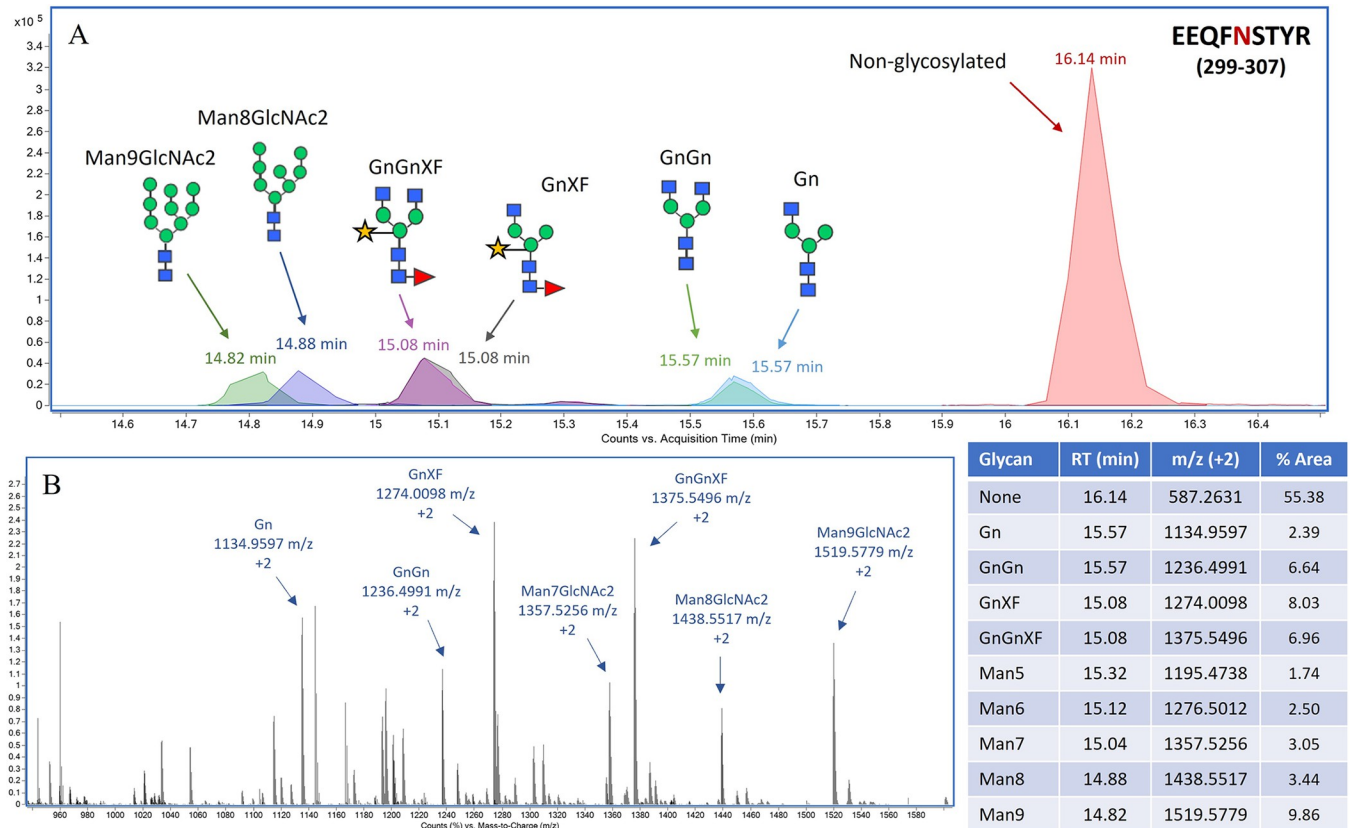 x10 5
A
3.4
3.2
3
2.8
2.6
2.4
2.2
2
1.8
1.6
1.4
1.2
1
0.8
0.6
0.4
0.2
0
EEQFNSTYR
(299-307)
Non-glycosylated
16.14 min
Man9GlcNAc2
Man8GlcNAc2
GnGnXF
GnXF
GnGn
Gn
14.82 min
14.88 min
15.08 min
15.08 min
15.57 min
15.57 min
14.6 14.7 14.8 14.9 15 15.1 15.2 15.3 15.4 15.5 15.6 15.7 15.8 15.9 16 16.1 16.2 16.3 16.4
Counts vs. Acquisition Time (min)
B
2.7
2.6
2.5
2.4
2.3
2.2
2.1
2
1.9
1.8
1.7
1.6
1.5
1.4
1.3
1.2
1.1
1
0.9
0.8
0.7
0.6
0.5
0.4
0.3
0.2
0.1
0
Gn
1134.9597 m/z
+2
GnXF
1274.0098 m/z
+2
GnGn
1236.4991 m/z
+2
GnGnXF
1375.5496 m/z
+2
Man7GlcNAc2
1357.5256 m/z
+2
Man8GlcNAc2
1438.5517 m/z
+2
Man9GlcNAc2
1519.5779 m/z
+2
960 980 1000 1020 1040 1060 1080 1100 1120 1140 1160 1180 1200 1220 1240 1260 1280 1300 1320 1340 1360 1380 1400 1420 1440 1460 1480 1500 1520 1540 1560 1580
Counts (%) vs. Mass-to-Charge (m/z)
Glycan RT (min) m/z (+2) % Area
None 16.14 587.2631 55.38
Gn 15.57 1134.9597 2.39
GnGn 15.57 1236.4991 6.64
GnXF 15.08 1274.0098 8.03
GnGnXF 15.08 1375.5496 6.96
Man5 15.32 1195.4738 1.74
Man6 15.12 1276.5012 2.50
Man7 15.04 1357.5256 3.05
Man8 14.88 1438.5517 3.44
Man9 14.82 1519.5779 9.86